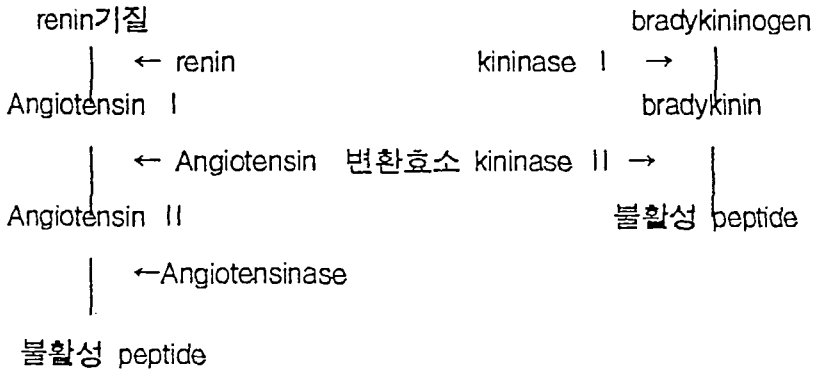 renin기질 bradykininogen
← renin kininase Ⅰ →
Angiotensin Ⅰ bradykinin
← Angiotensin 변환효소 kininase Ⅱ →
Angiotensin Ⅱ 불활성 peptide
←Angiotensinase
불활성 peptide